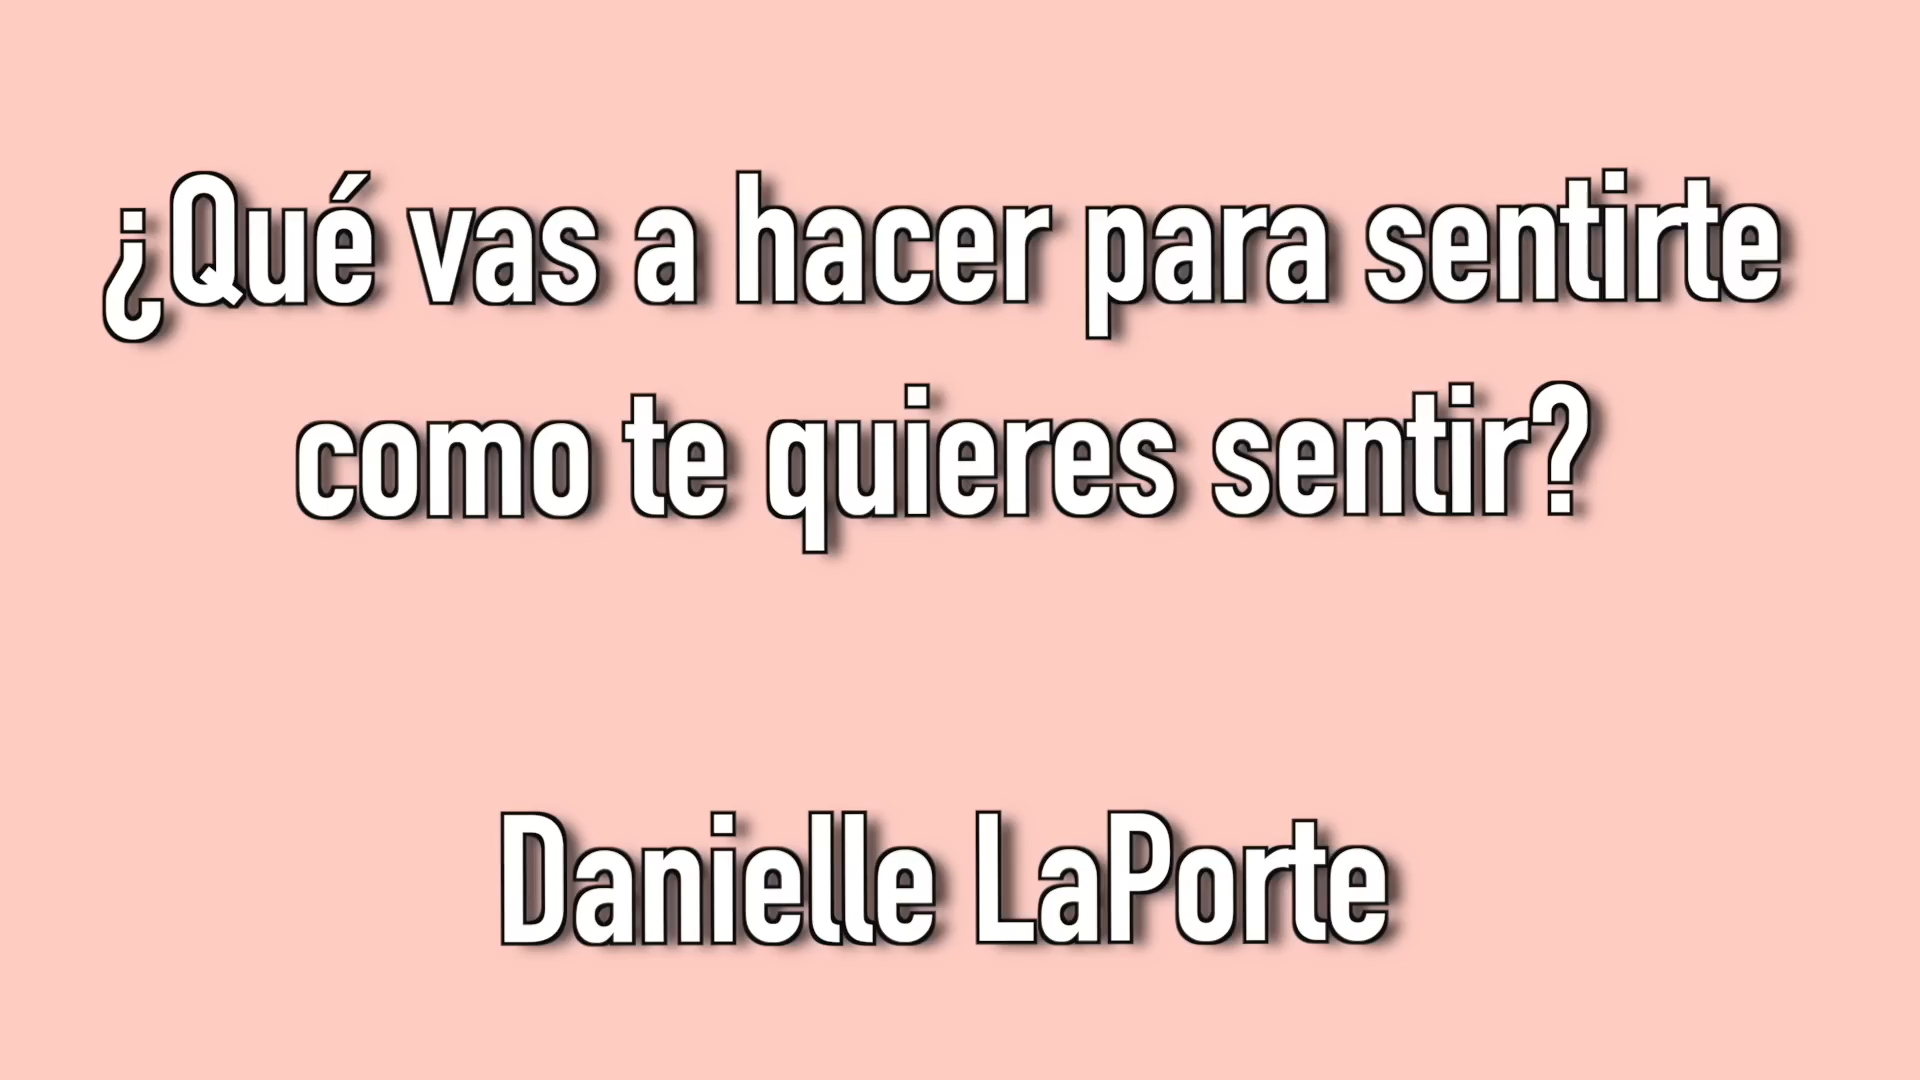 ¿Qué vas a hacer para sentirte
como te quieres sentir?
Danielle LaPorte